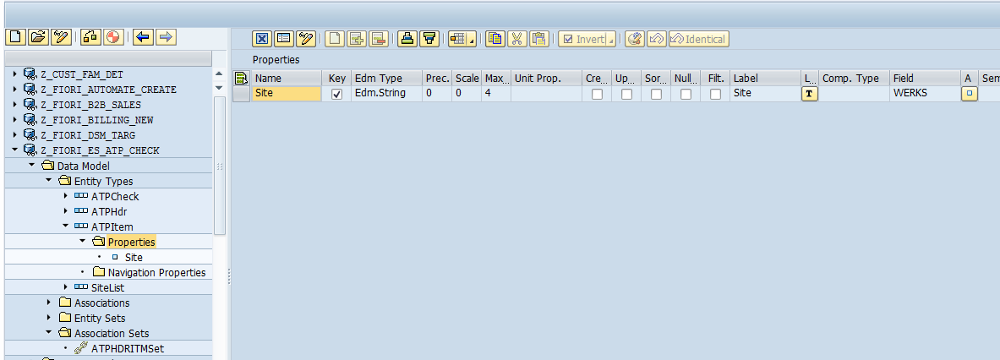 Invert
Identical
Properties
Name Key Edm Type Prec. Scale Max... Unit Prop. Cre... Up... Sor... Null... Filt. Label L... Comp. Type Field A Sem
Site Edm.String 0 0 4 Site T WERKS
Z_CUST_FAM_DET
Z_FIORI_AUTOMATE_CREATE
Z_FIORI_B2B_SALES
Z_FIORI_BILLING_NEW
Z_FIORI_DSM_TARG
Z_FIORI_ES_ATP_CHECK
Data Model
Entity Types
ATPCheck
ATPHdr
ATPItem
Properties
Site
Navigation Properties
SiteList
Associations
Entity Sets
Association Sets
ATPHDRITMSet